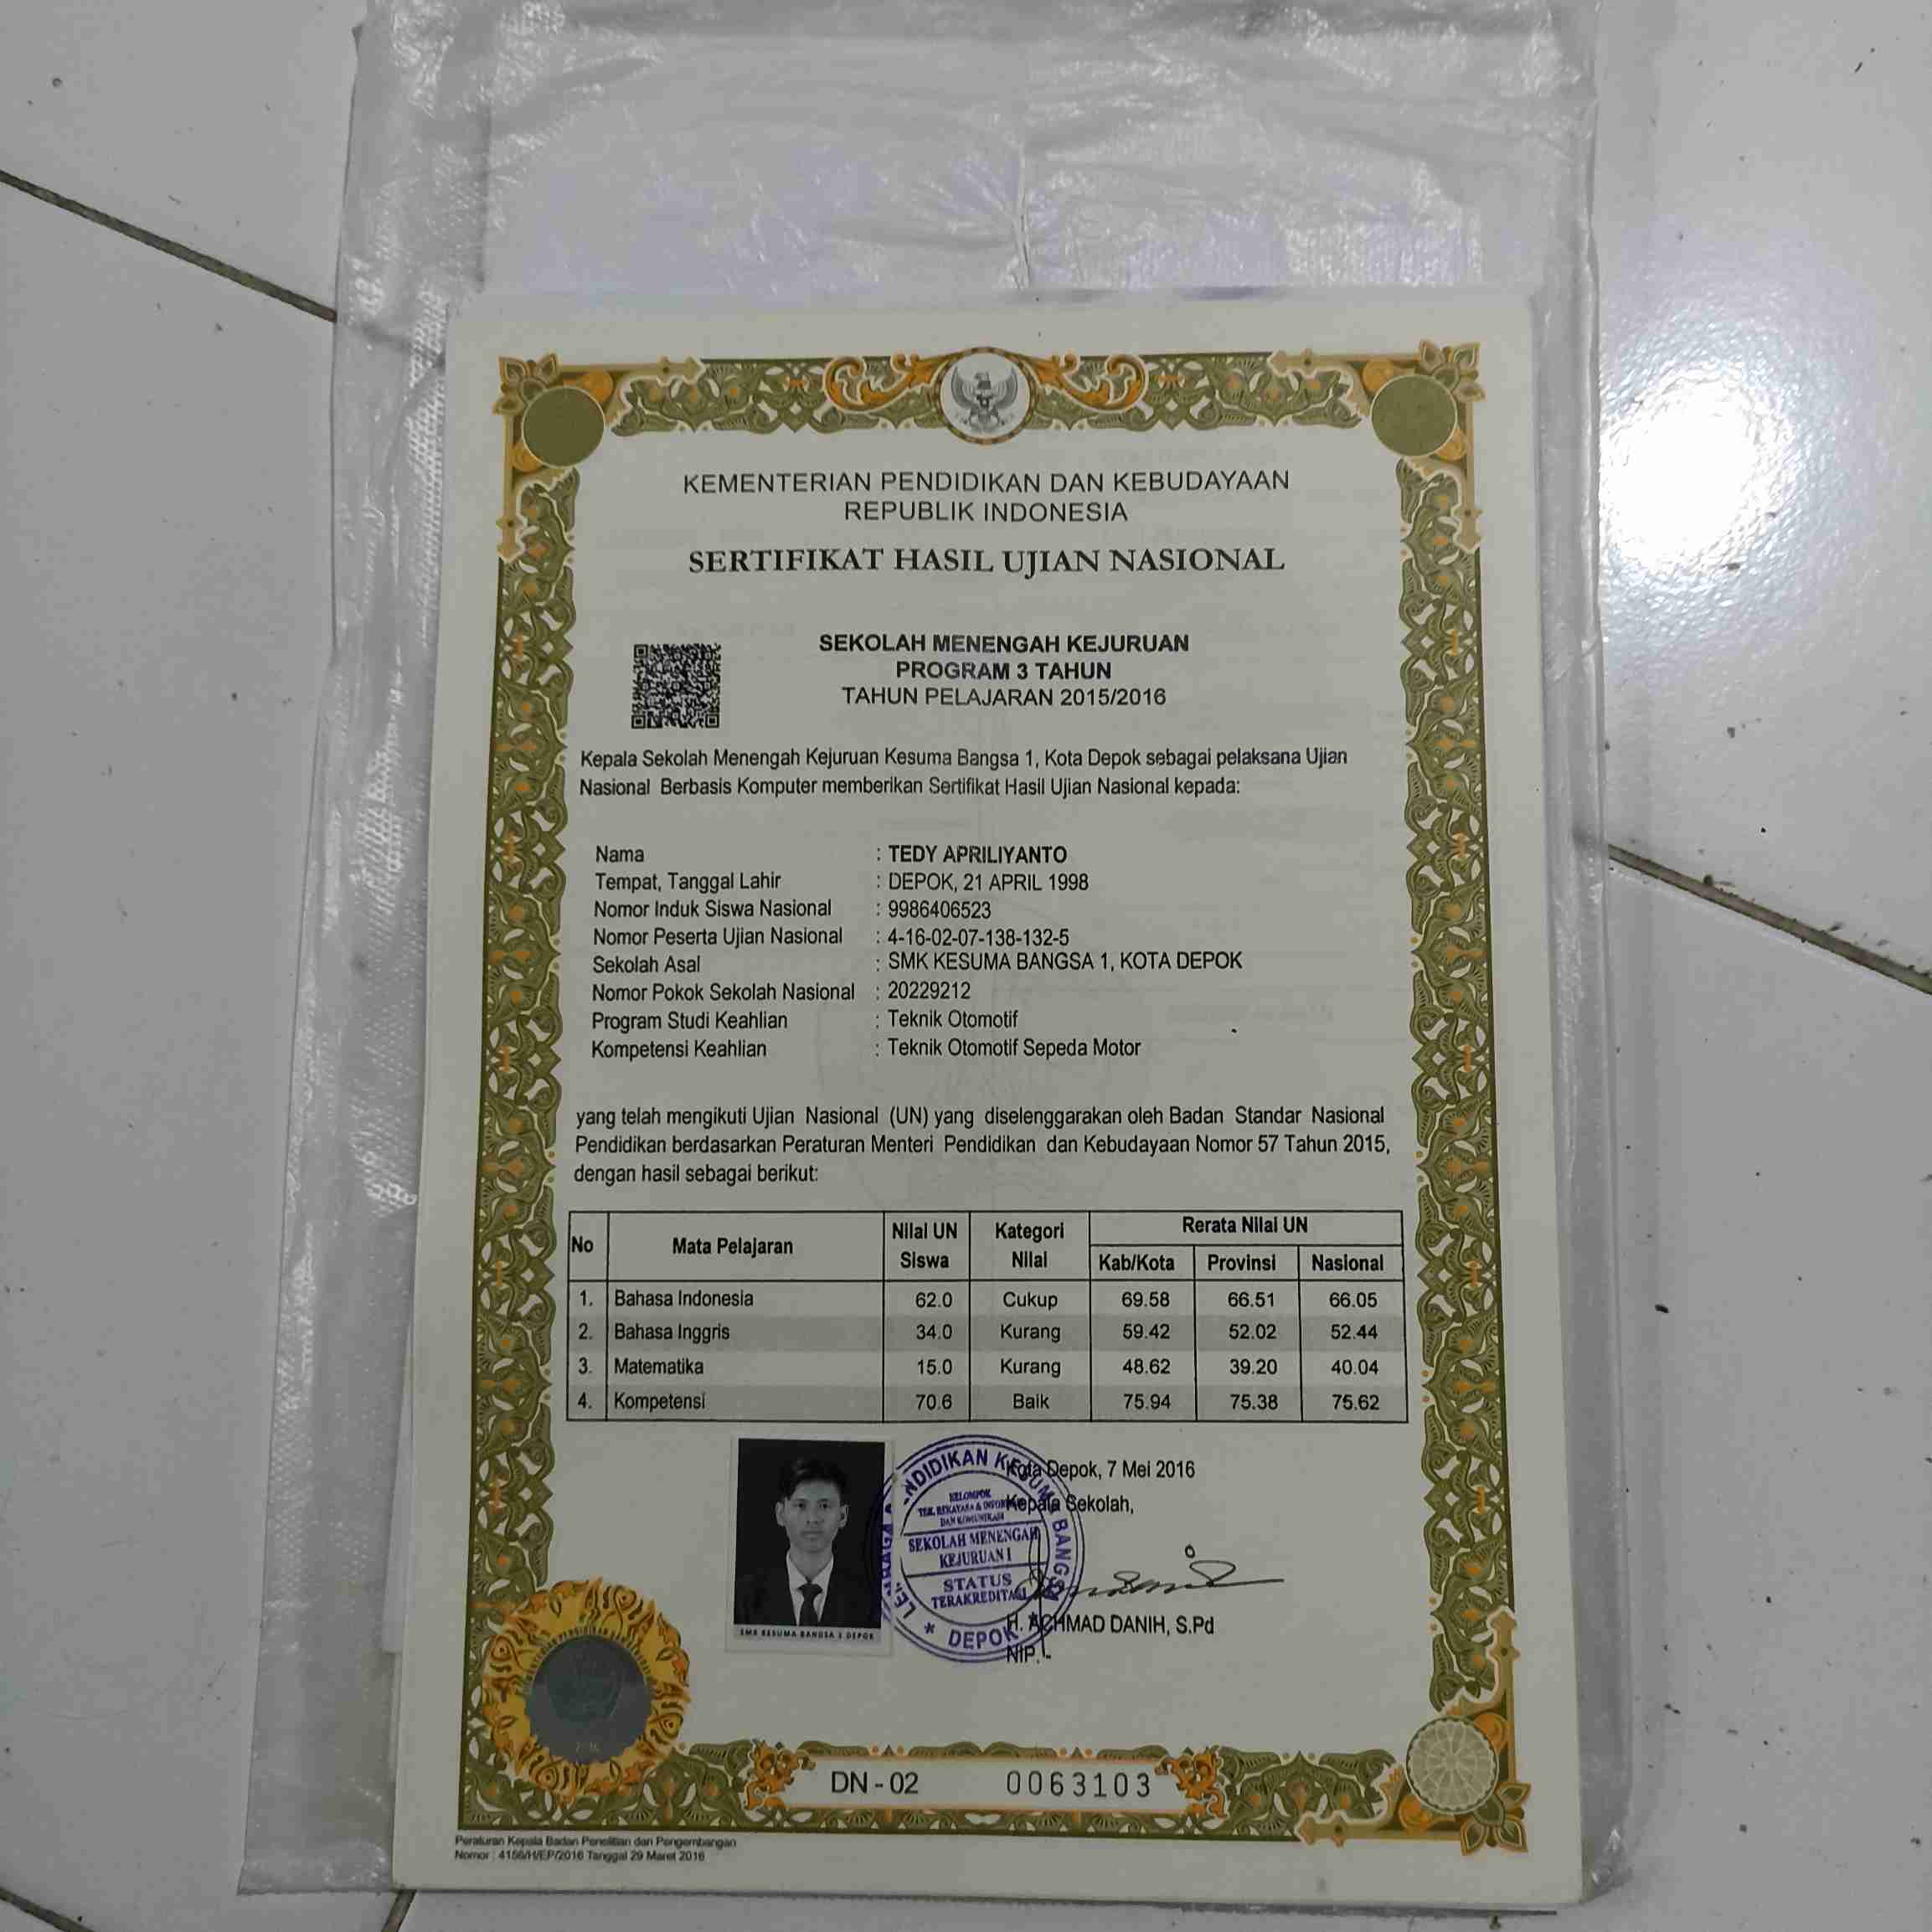 KEMENTERIAN PENDIDIKAN DAN KEBUDAYAAN
REPUBLIK INDONESIA
SERTIFIKAT HASIL UJIAN NASIONAL
SEKOLAH MENENGAH KEJURUAN
PROGRAM 3 TAHUN
TAHUN PELAJARAN 2015/2016
Kepala Sekolah Menengah Kejuruan Kesuma Bangsa 1, Kota Depok sebagai pelaksana Ujian
Nasional Berbasis Komputer memberikan Sertifikat Hasil Ujian Nasional kepada:
Nama : TEDY APRILIYANTO
Tempat, Tanggal Lahir : DEPOK, 21 APRIL 1998
Nomor Induk Siswa Nasional : 9986406523
Nomor Peserta Ujian Nasional : 4-16-02-07-138-132-5
Sekolah Asal : SMK KESUMA BANGSA 1, KOTA DEPOK
Nomor Pokok Sekolah Nasional : 20229212
Program Studi Keahlian : Teknik Otomotif
Kompetensi Keahlian : Teknik Otomotif Sepeda Motor
yang telah mengikuti Ujian Nasional (UN) yang diselenggarakan oleh Badan Standar Nasional
Pendidikan berdasarkan Peraturan Menteri Pendidikan dan Kebudayaan Nomor 57 Tahun 2015,
dengan hasil sebagai berikut:
No Mata Pelajaran Nilai UN Siswa Kategori Nilai Rerata Nilai UN
Kab/Kota Provinsi Nasional
1. Bahasa Indonesia 62.0 Cukup 69.58 66.51 66.05
2. Bahasa Inggris 34.0 Kurang 59.42 52.02 52.44
3. Matematika 15.0 Kurang 48.62 39.20 40.04
4. Kompetensi 70.6 Baik 75.94 75.38 75.62
Kota Depok, 7 Mei 2016
Kepala Sekolah,
KELOMPOK
DAN KOMUNIKASI
SEKOLAH MENENGAH
KEJURUAN I
STATUS
TERAKREDITASI
* DEPOK *
H. ACHMAD DANIH, S.Pd
NIP. -
SMK KESUMA BANGSA 1 DEPOK
DN - 02 0063103
Peraturan Kepala Badan Penelitian dan Pengembangan
Nomor : 4156/H/EP/2016 Tanggal 29 Maret 2016